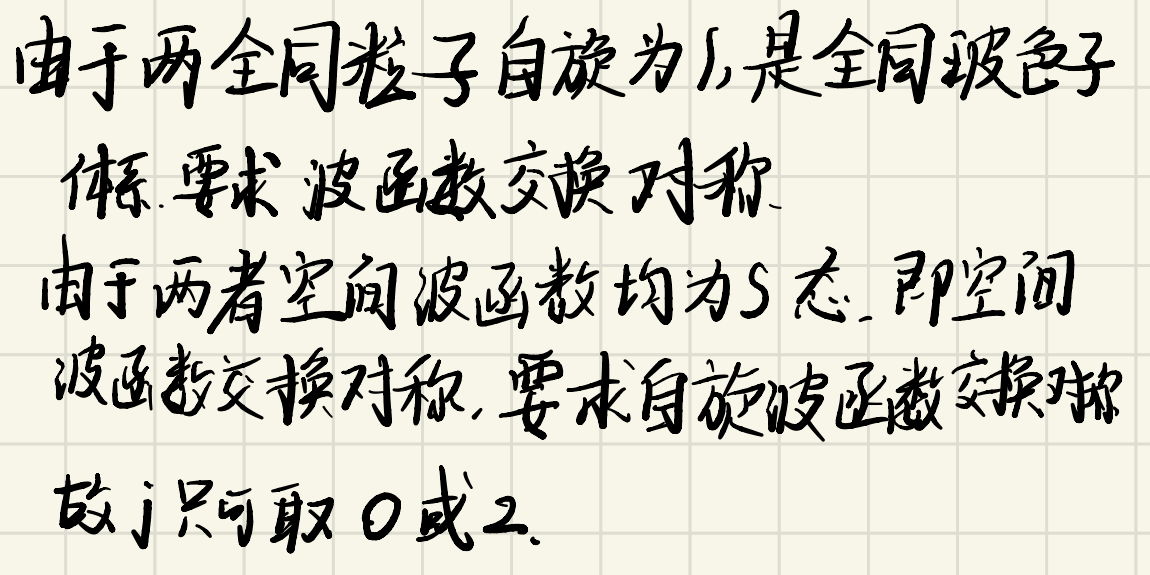 由于两全同粒子自旋为1,是全同玻色子
体系.要求波函数交换对称.
由于两者空间波函数均为S态.即空间
波函数交换对称,要求自旋波函数交换对称
故j只可取0或2.